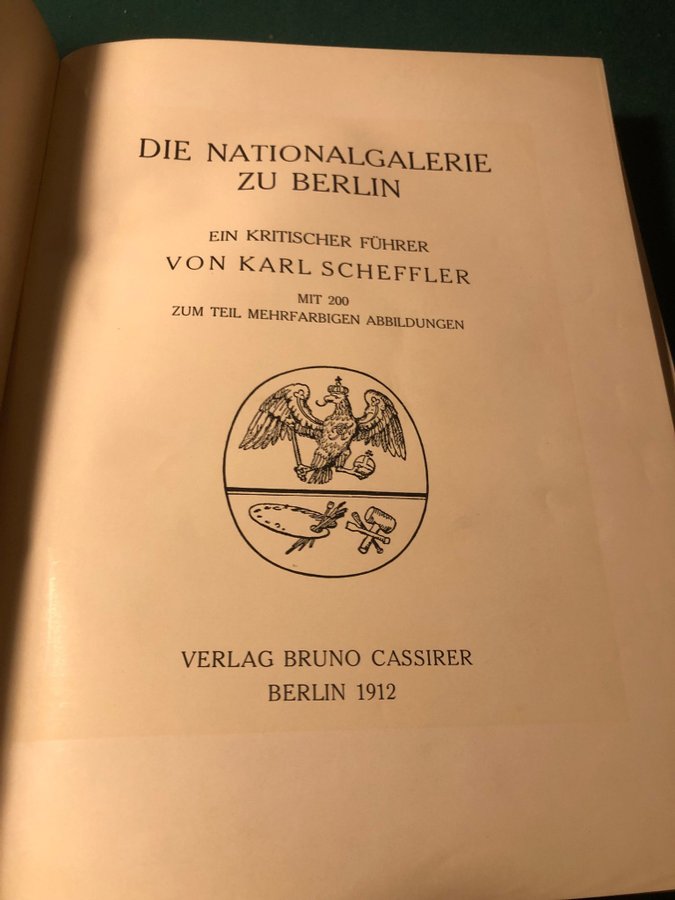 DIE NATIONALGALERIE
ZU BERLIN
EIN KRITISCHER FÜHRER
VON KARL SCHEFFLER
MIT 200
ZUM TEIL MEHRFARBIGEN ABBILDUNGEN
VERLAG BRUNO CASSIRER
BERLIN 1912